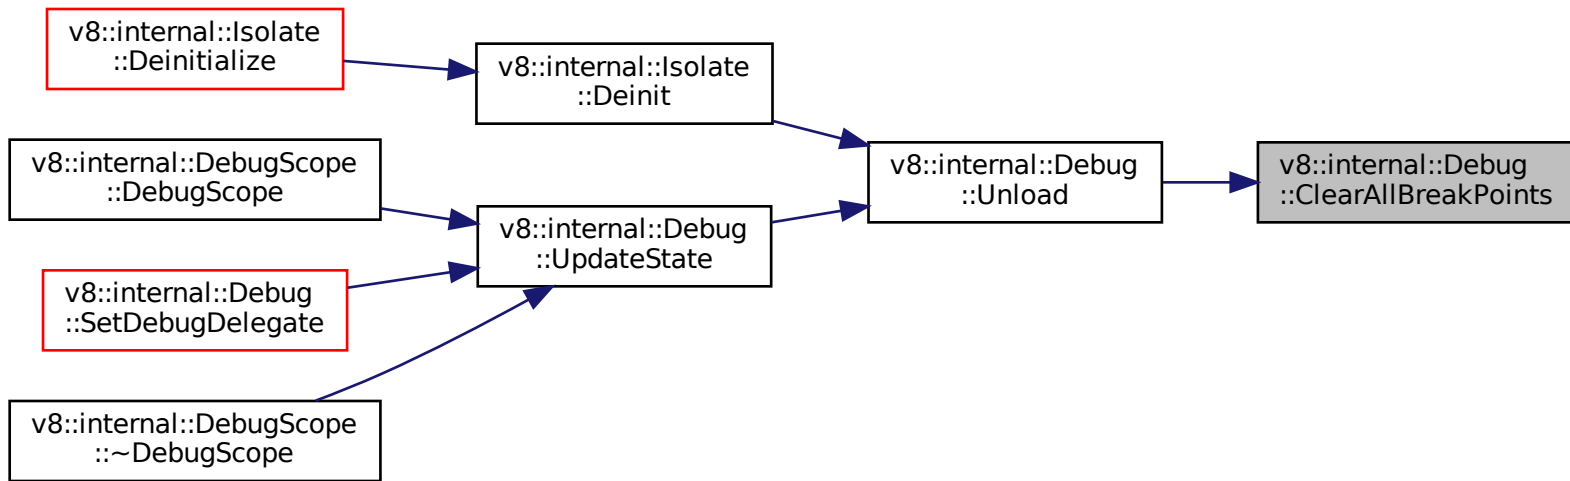 v8::internal::Isolate
::Deinitialize
v8::internal::Isolate
::Deinit
v8::internal::DebugScope
::DebugScope
v8::internal::Debug
::Unload
v8::internal::Debug
::ClearAllBreakPoints
v8::internal::Debug
::UpdateState
v8::internal::Debug
::SetDebugDelegate
v8::internal::DebugScope
::~DebugScope